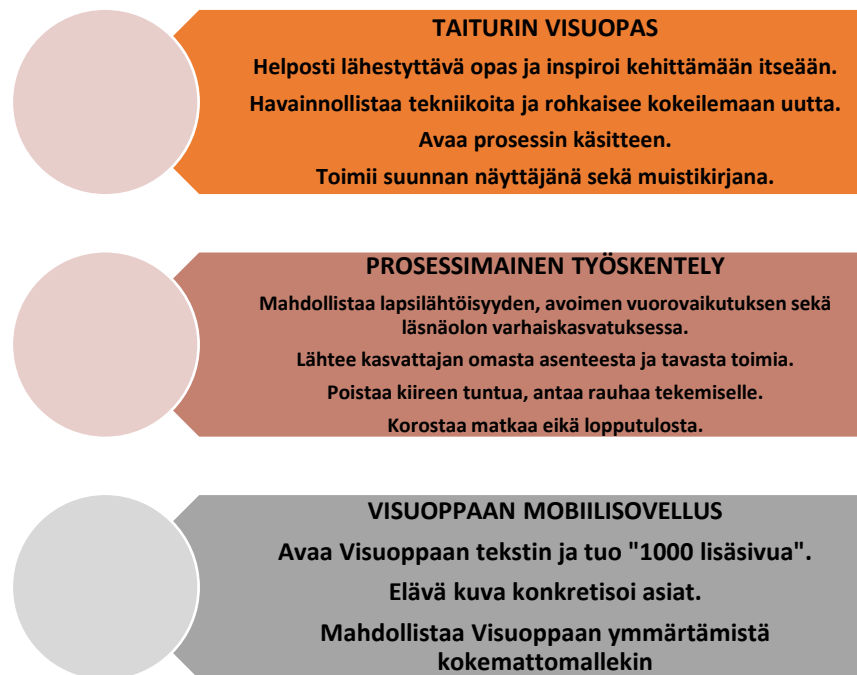 TAITURIN VISUOPAS
Helposti lähestyttävä opas ja inspiroi kehittämään itseään.
Havainnollistaa tekniikoita ja rohkaisee kokeilemaan uutta.
Avaa prosessin käsitteen.
Toimii suunnan näyttäjänä sekä muistikirjana.
PROSESSIMAINEN TYÖSKENTELY
Mahdollistaa lapsilähtöisyyden, avoimen vuorovaikutuksen sekä
läsnäolon varhaiskasvatuksessa.
Lähtee kasvattajan omasta asenteesta ja tavasta toimia.
Poistaa kiireen tuntua, antaa rauhaa tekemiselle.
Korostaa matkaa eikä lopputulosta.
VISUOPPAAN MOBIILISOVELLUS
Avaa Visuoppaan tekstin ja tuo "1000 lisäsivua".
Elävä kuva konkretisoi asiat.
Mahdollistaa Visuoppaan ymmärtämistä
kokemattomallekin